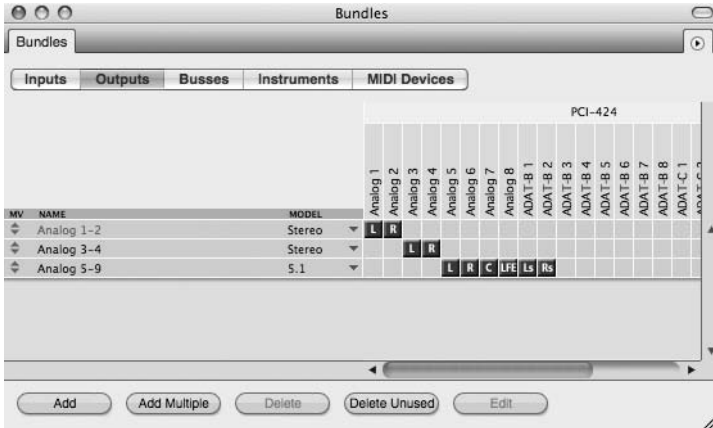 Bundles
Bundles
Inputs Outputs Busses Instruments MIDI Devices
PCI-424
Analog 1
Analog 2
Analog 3
Analog 4
Analog 5
Analog 6
Analog 7
Analog 8
ADAT-B 1
ADAT-B 2
ADAT-B 3
ADAT-B 4
ADAT-B 5
ADAT-B 6
ADAT-B 7
ADAT-B 8
ADAT-C 1
MV NAME MODEL
Analog 1-2 Stereo L R
Analog 3-4 Stereo L R
Analog 5-9 5.1 L R C LFE Ls Rs
Add Add Multiple Delete Delete Unused Edit